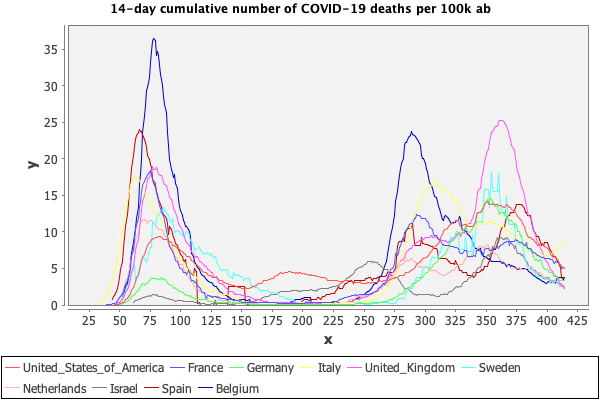 14-day cumulative number of COVID-19 deaths per 100k ab
35
30
25
20
15
10
5
0
y
25 50 75 100 125 150 175 200 225 250 275 300 325 350 375 400 425
x
United_States_of_America France Germany Italy United_Kingdom Sweden
Netherlands Israel Spain Belgium